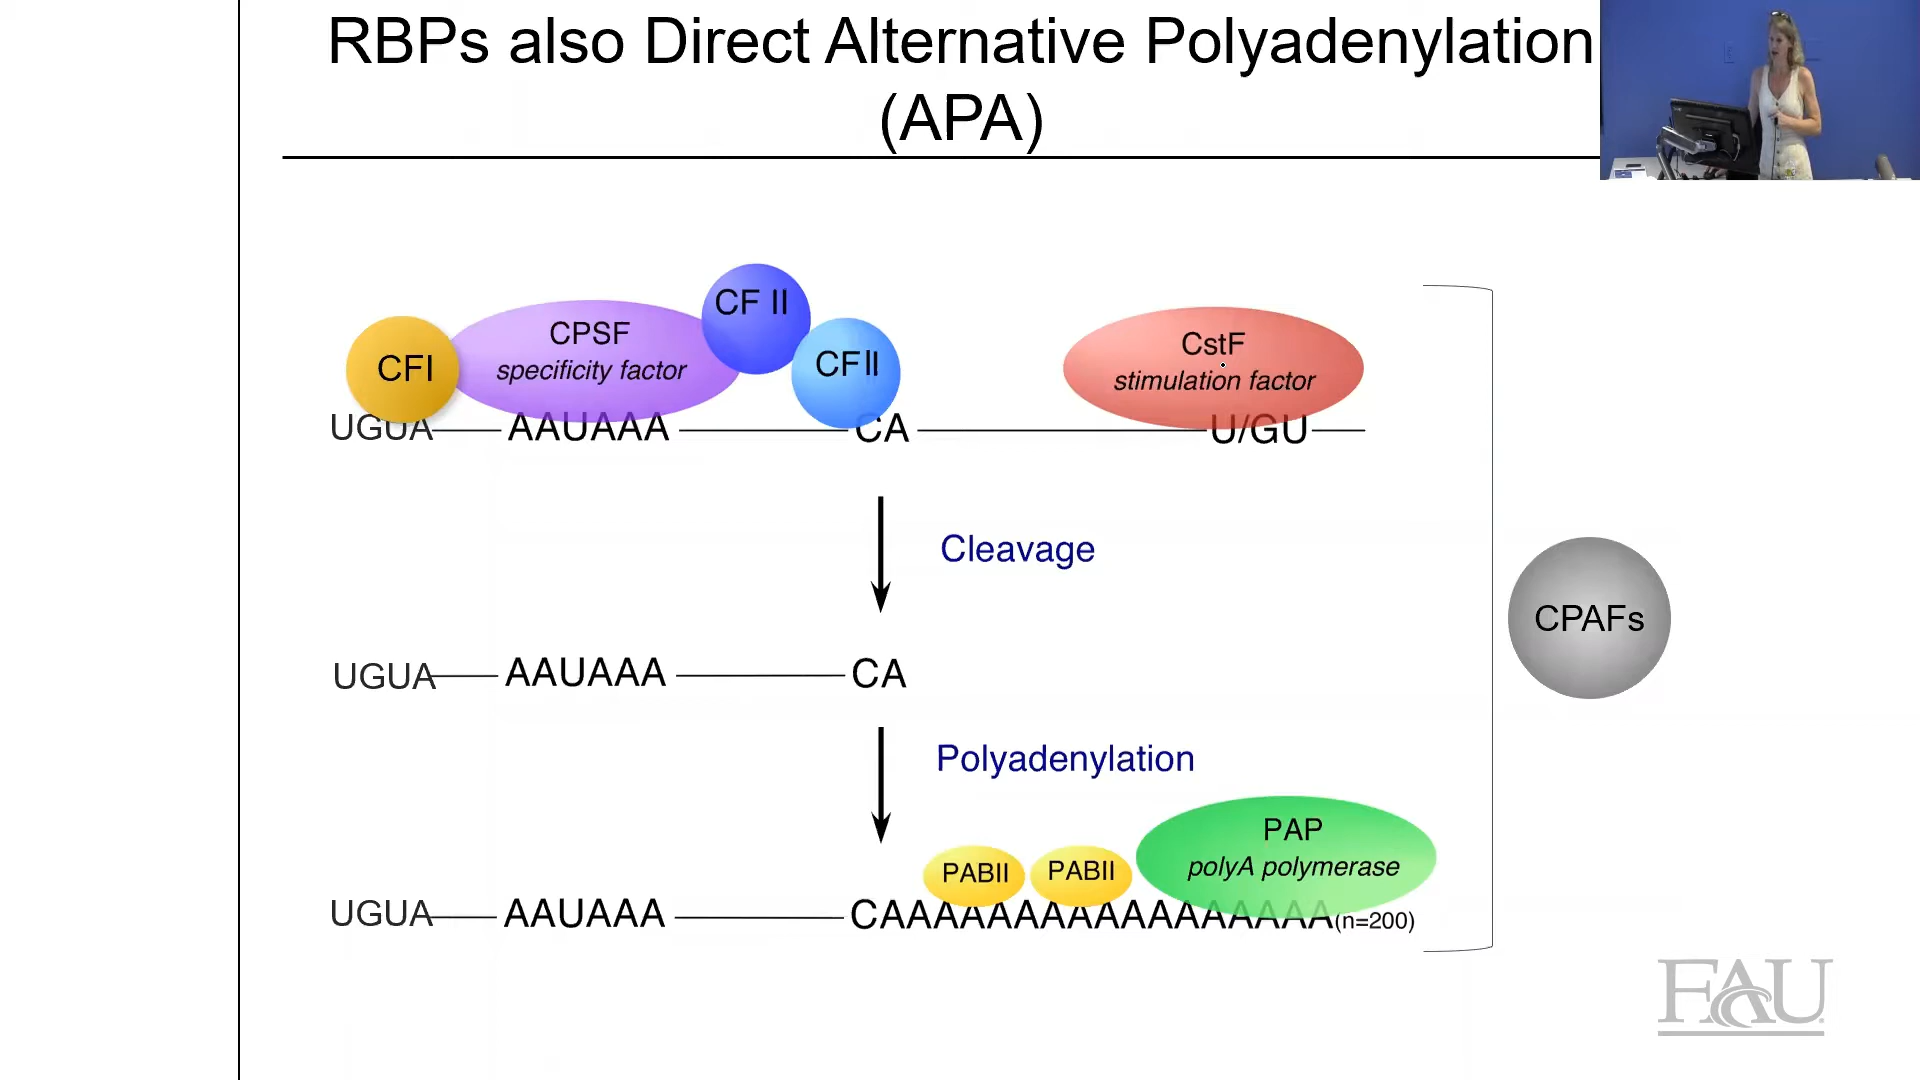 RBPs also Direct Alternative Polyadenylation
(APA)
CFI
CPSF
specificity factor
CF II
CFII
CstF
stimulation factor
UGUA AAUAAA CA U/GU
Cleavage
CPAFs
UGUA AAUAAA CA
Polyadenylation
PABII PABII
PAP
polyA polymerase
UGUA AAUAAA CAAAAAAAAAAAAAAAAA(n=200)
FAU